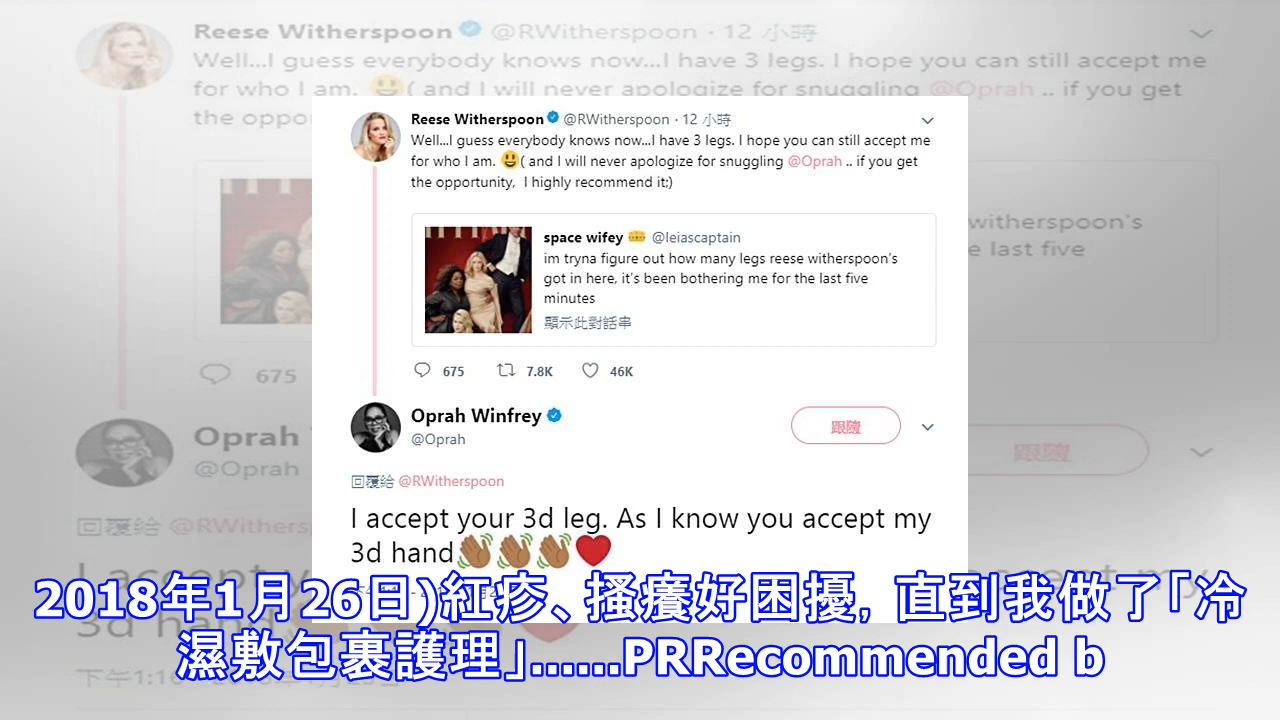 Reese Witherspoon @RWitherspoon · 12 小時
Well...I guess everybody knows now...I have 3 legs. I hope you can still accept me
for who I am. 😃( and I will never apologize for snuggling @Oprah .. if you get
the opportunity, I highly recommend it;)
space wifey 👑 @leiascaptain
im tryna figure out how many legs reese witherspoon's
got in here, it's been bothering me for the last five
minutes
顯示此對話串
675 7.8K 46K
Oprah Winfrey
@Oprah
跟隨
回覆給 @RWitherspoon
I accept your 3d leg. As I know you accept my
3d hand👋🏾👋🏾👋🏾❤️
2018年1月26日)紅疹、搔癢好困擾, 直到我做了「冷
濕敷包裹護理」......PRRecommended b